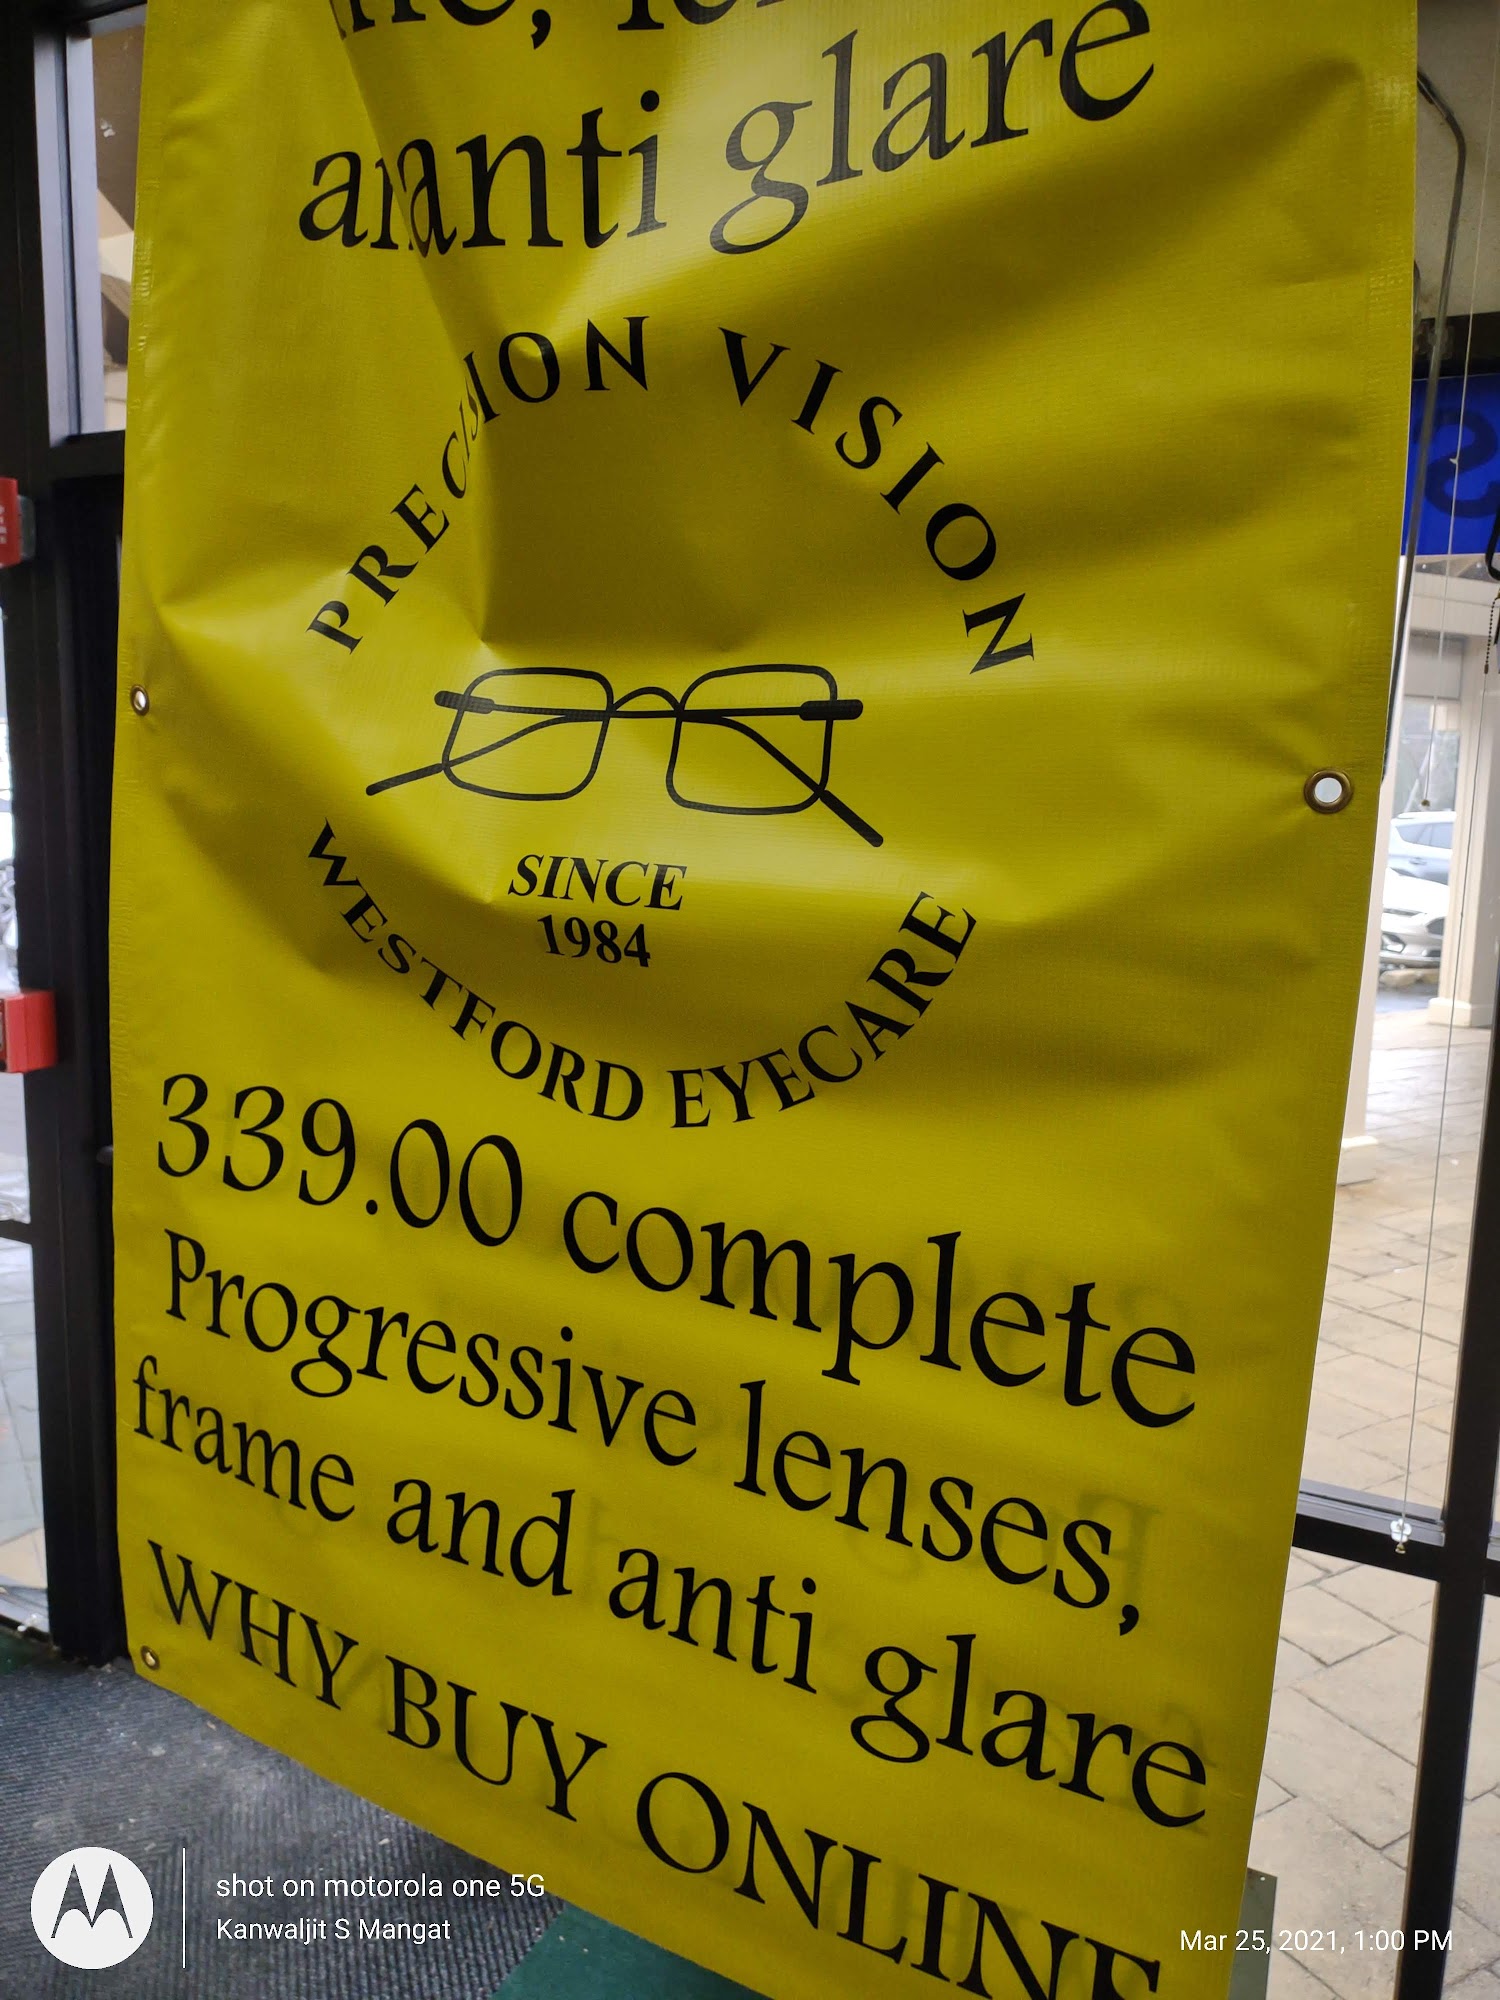 anti glare
PRECISION VISION
SINCE
1984
WESTFORD EYECARE
339.00 complete
Progressive lenses,
frame and anti glare
WHY BUY ONLINE
shot on motorola one 5G
Kanwaljit S Mangat
Mar 25, 2021, 1:00 PM